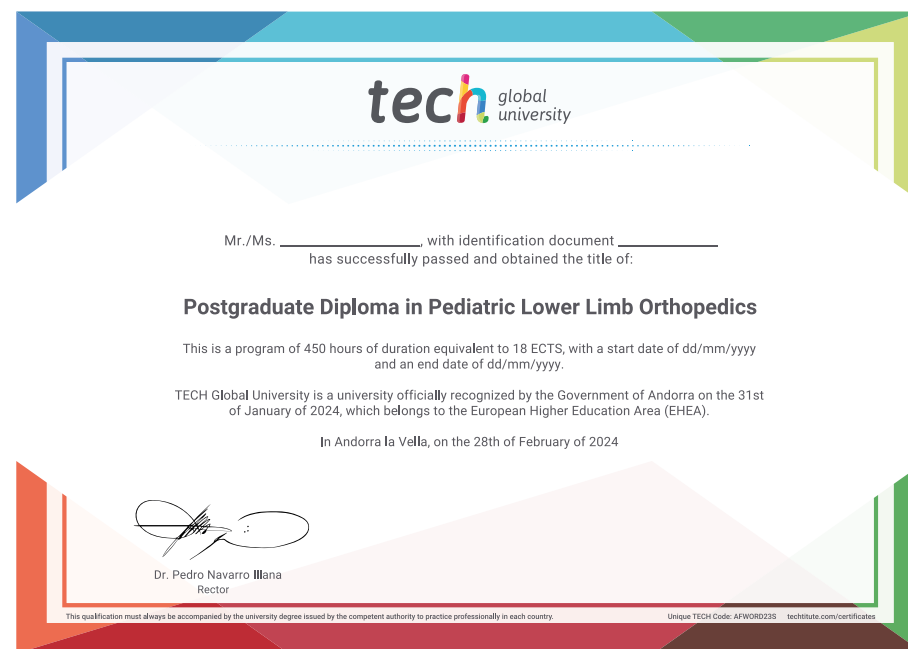 tech global university
Mr./Ms. ____________________, with identification document ______________
has successfully passed and obtained the title of:
Postgraduate Diploma in Pediatric Lower Limb Orthopedics
This is a program of 450 hours of duration equivalent to 18 ECTS, with a start date of dd/mm/yyyy
and an end date of dd/mm/yyyy.
TECH Global University is a university officially recognized by the Government of Andorra on the 31st
of January of 2024, which belongs to the European Higher Education Area (EHEA).
In Andorra la Vella, on the 28th of February of 2024
Dr. Pedro Navarro Illana
Rector
This qualification must always be accompanied by the university degree issued by the competent authority to practice professionally in each country.
Unique TECH Code: AFWORD23S techtitute.com/certificates